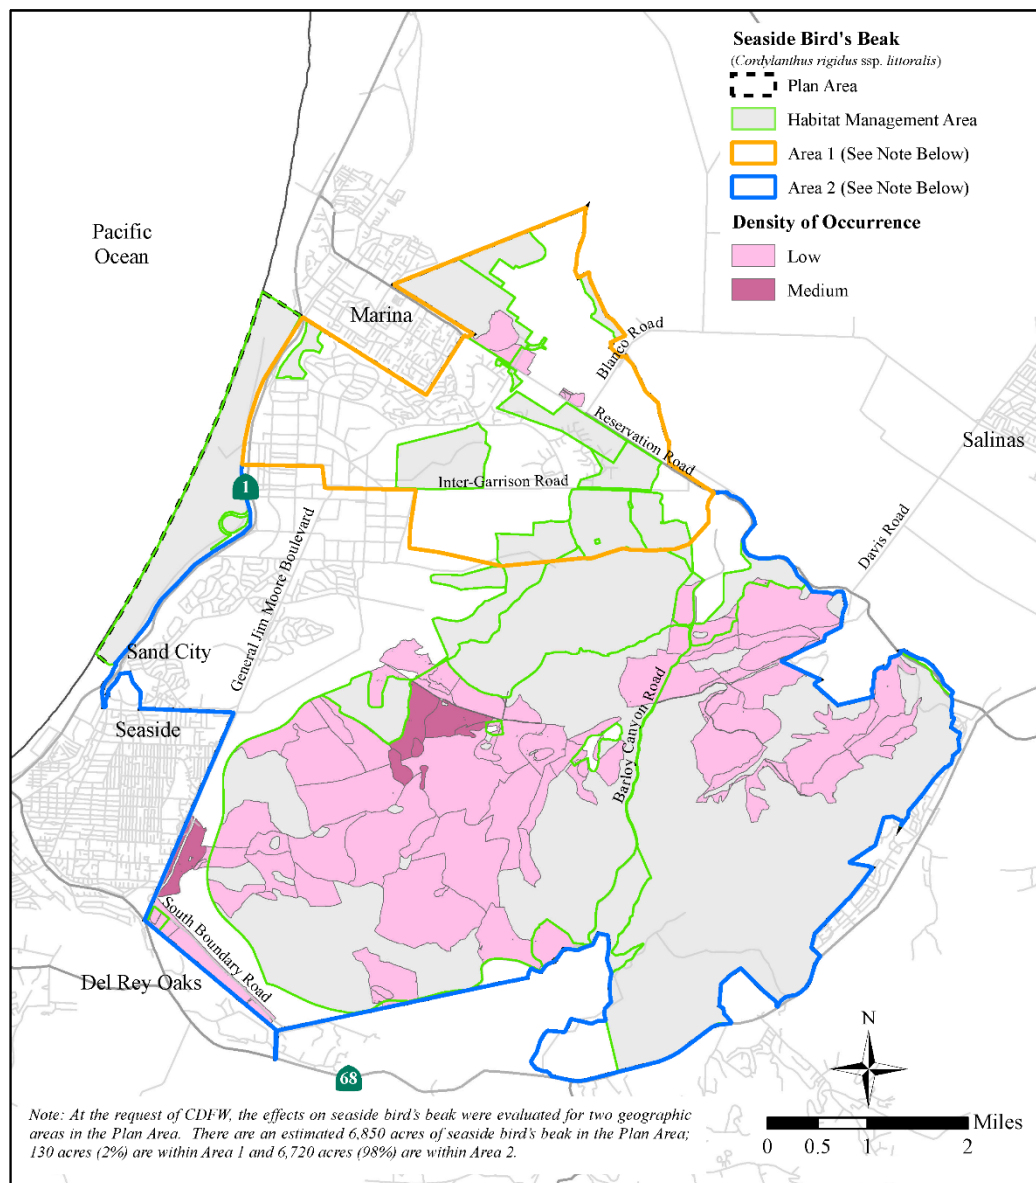 Seaside Bird's Beak
(Cordylanthus rigidus ssp. littoralis)
Plan Area
Habitat Management Area
Area 1 (See Note Below)
Area 2 (See Note Below)
Density of Occurrence
Low
Medium
Pacific
Ocean
Marina
Blanco Road
Reservation Road
Salinas
Inter-Garrison Road
1
General Jim Moore Boulevard
Davis Road
Sand City
Seaside
Barloy Canyon Road
South Boundary Road
Del Rey Oaks
68
N
Note: At the request of CDFW, the effects on seaside bird's beak were evaluated for two geographic
areas in the Plan Area. There are an estimated 6,850 acres of seaside bird's beak in the Plan Area;
130 acres (2%) are within Area 1 and 6,720 acres (98%) are within Area 2.
Miles
0 0.5 1 2